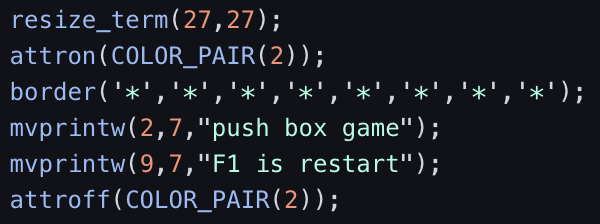 resize_term(27,27);
attron(COLOR_PAIR(2));
border('*','*','*','*','*','*','*','*');
mvprintw(2,7,"push box game");
mvprintw(9,7,"F1 is restart");
attroff(COLOR_PAIR(2));